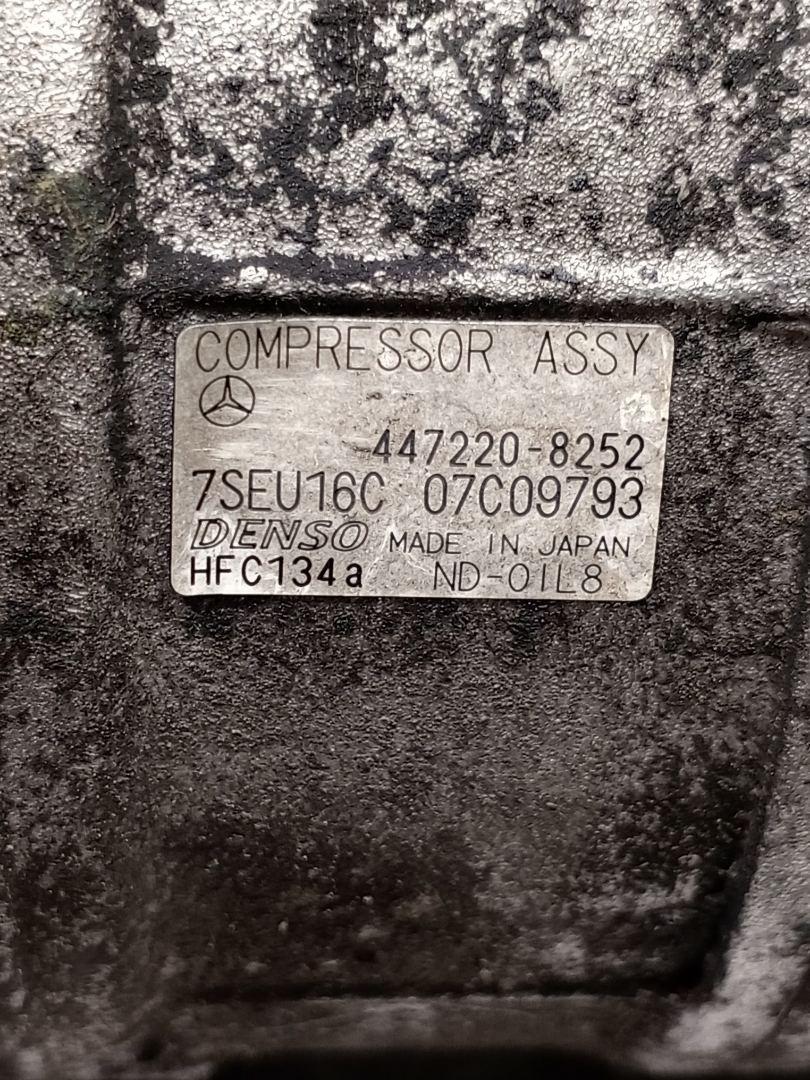 COMPRESSOR ASSY
447220-8252
7SEU16C 07C09793
DENSO MADE IN JAPAN
HFC134a ND-OIL8